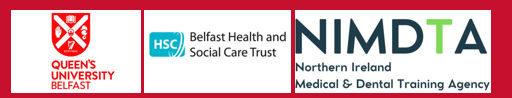 QUEEN'S
UNIVERSITY
BELFAST
HSC
Belfast Health and
Social Care Trust
NIMDTA
Northern Ireland
Medical & Dental Training Agency